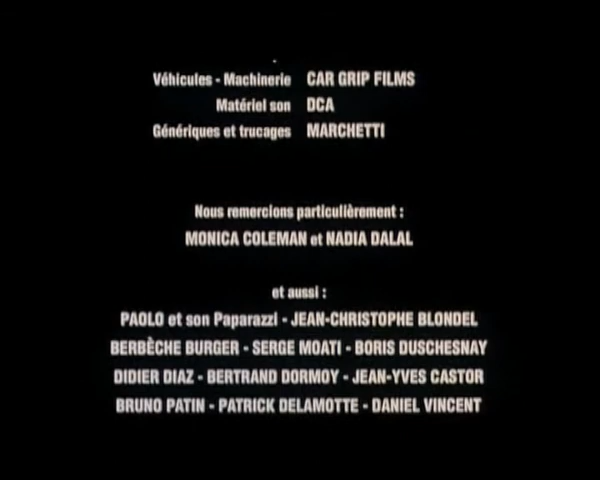 Véhicules - Machinerie CAR GRIP FILMS
Matériel son DCA
Génériques et trucages MARCHETTI
Nous remercions particulièrement :
MONICA COLEMAN et NADIA DALAL
et aussi :
PAOLO et son Paparazzi - JEAN-CHRISTOPHE BLONDEL
BERBÈCHE BURGER - SERGE MOATI - BORIS DUSCHESNAY
DIDIER DIAZ - BERTRAND DORMOY - JEAN-YVES CASTOR
BRUNO PATIN - PATRICK DELAMOTTE - DANIEL VINCENT